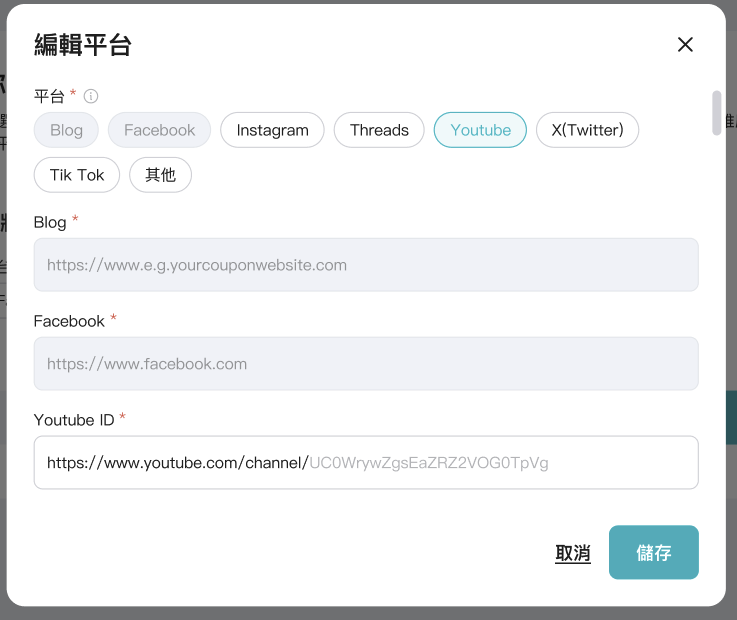 編輯平台
平台 *
Blog Facebook Instagram Threads Youtube X(Twitter)
Tik Tok 其他
Blog *
https://www.e.g.yourcouponwebsite.com
Facebook *
https://www.facebook.com
Youtube ID *
https://www.youtube.com/channel/UC0WrywZgsEaZRZ2VOG0TpVg
取消 儲存